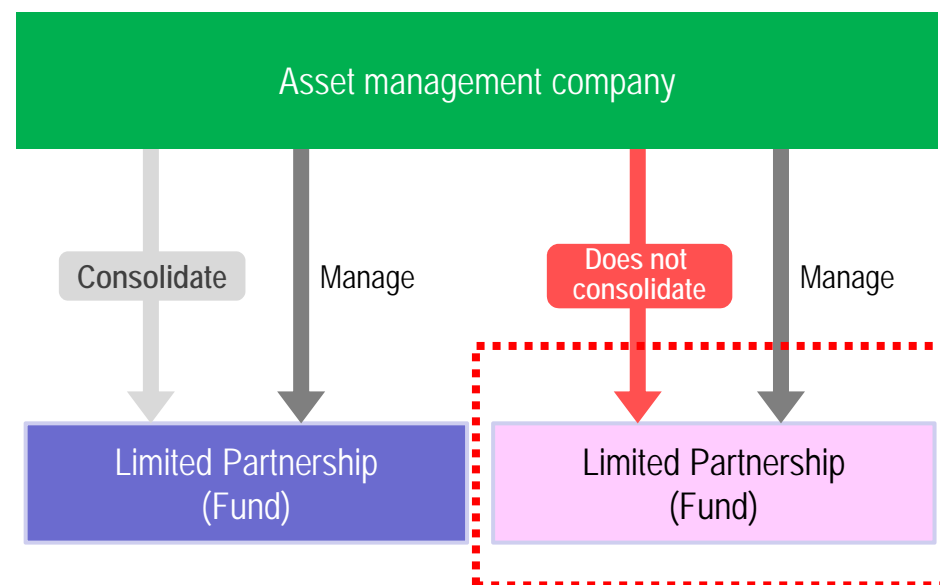 Asset management company
Consolidate
Manage
Does not
consolidate
Manage
Limited Partnership
(Fund)
Limited Partnership
(Fund)